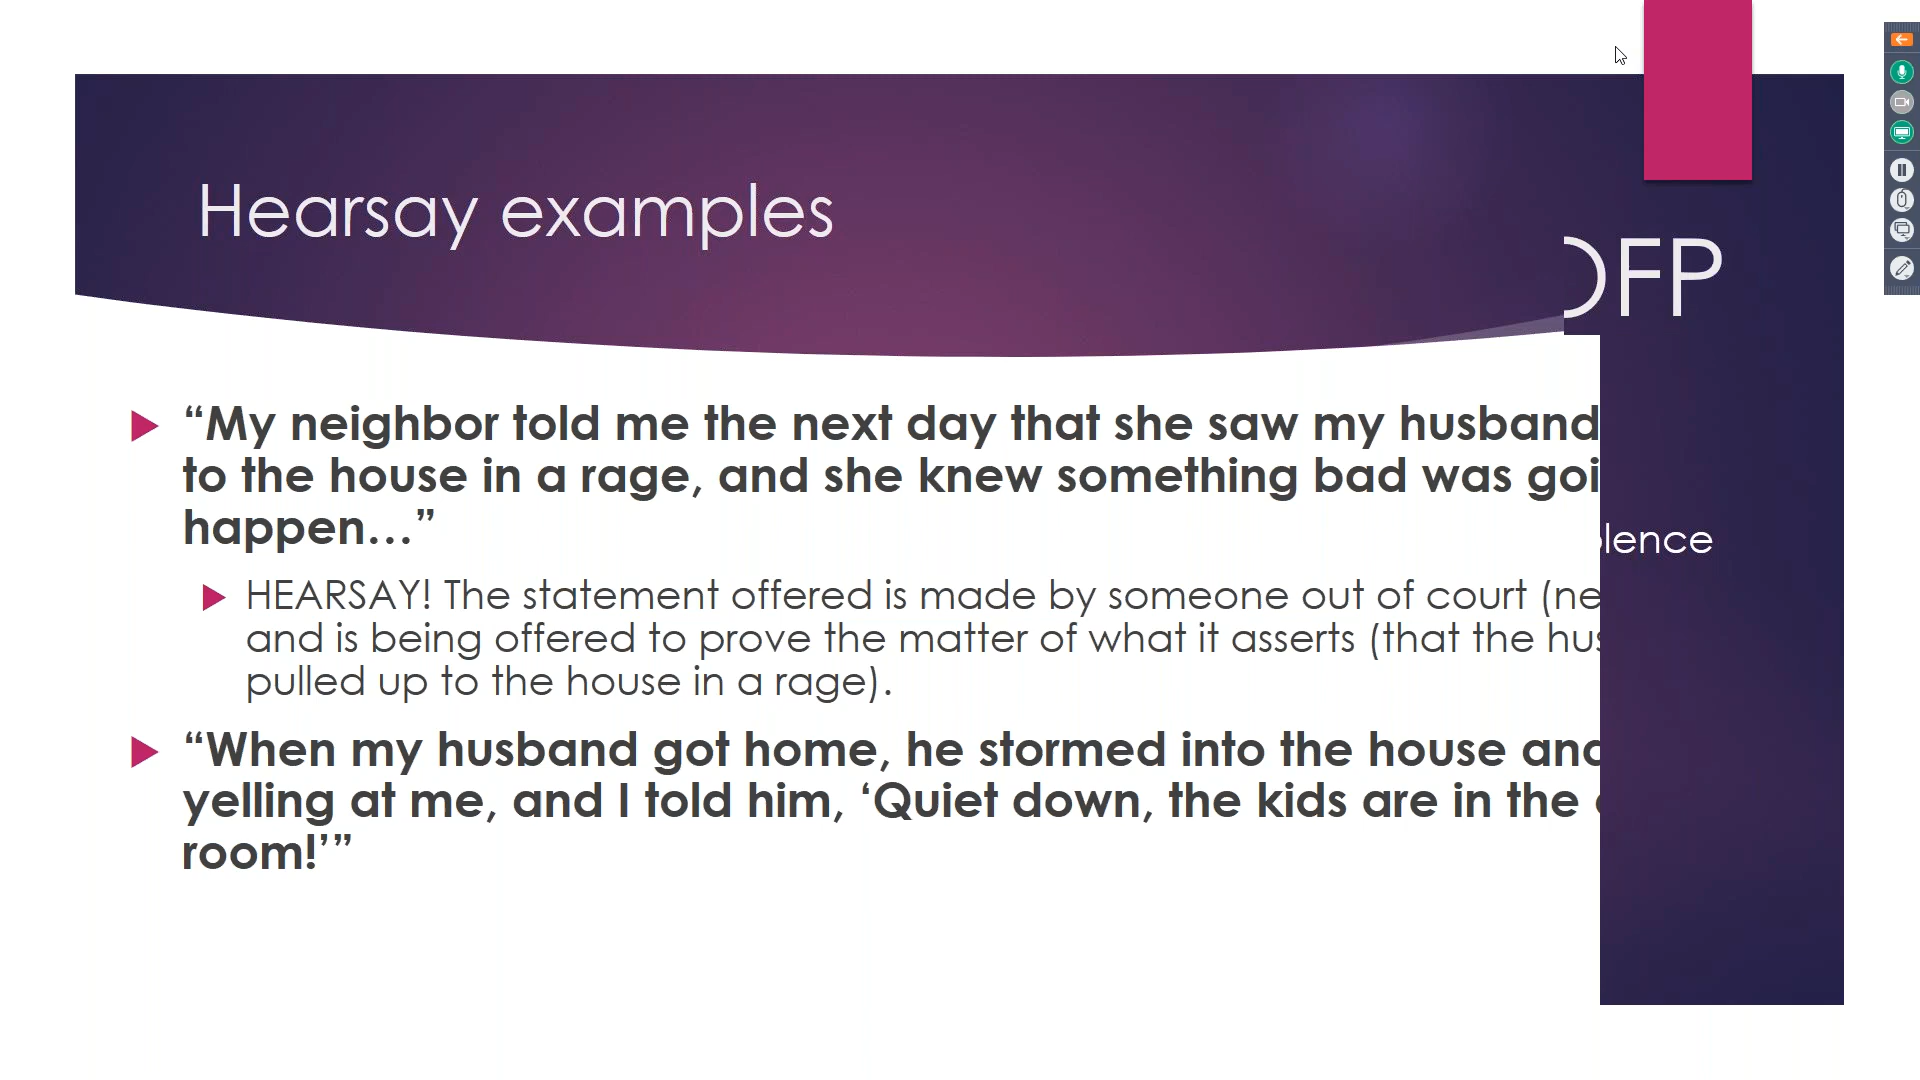 Hearsay examples
OFP
“My neighbor told me the next day that she saw my husband
to the house in a rage, and she knew something bad was goi
happen…”
lence
HEARSAY! The statement offered is made by someone out of court (ne
and is being offered to prove the matter of what it asserts (that the hus
pulled up to the house in a rage).
“When my husband got home, he stormed into the house and
yelling at me, and I told him, ‘Quiet down, the kids are in the
room!’”